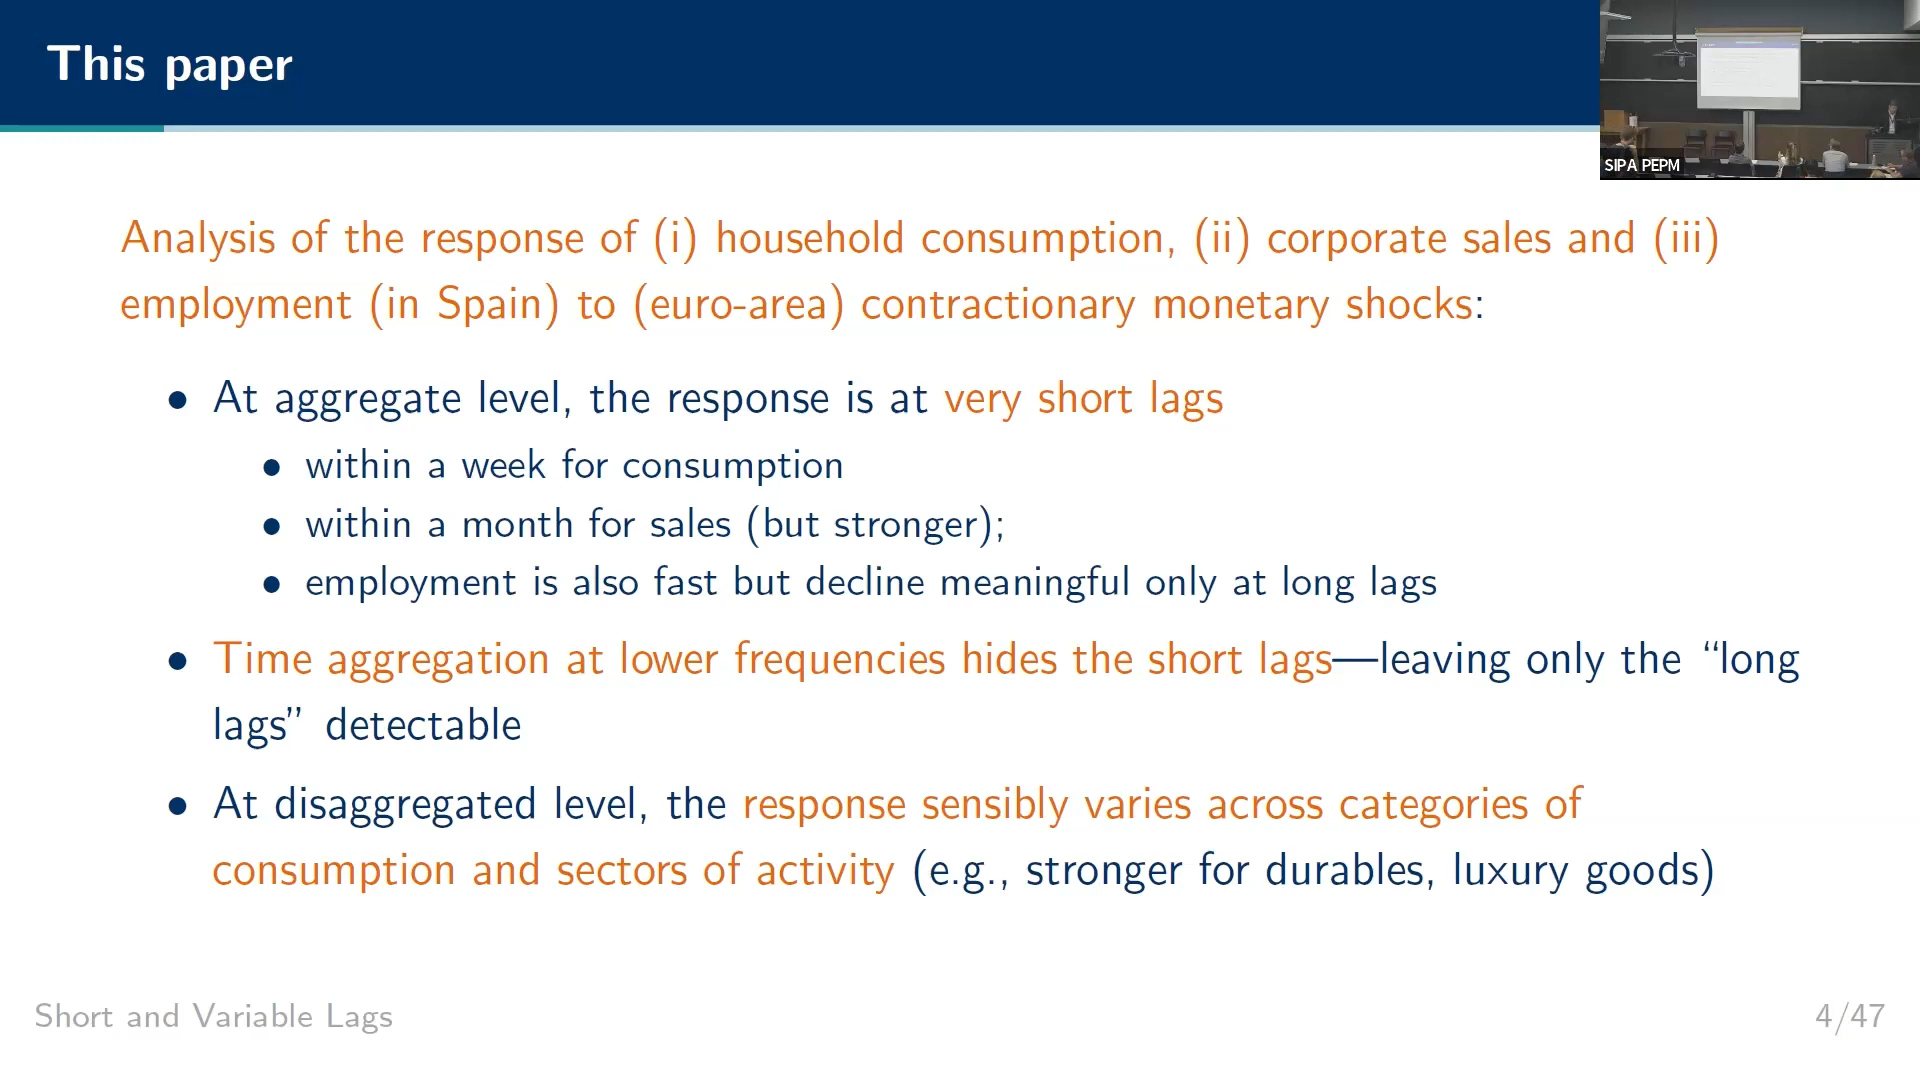 This paper
SIPA PEPM
Analysis of the response of (i) household consumption, (ii) corporate sales and (iii)
employment (in Spain) to (euro-area) contractionary monetary shocks:
• At aggregate level, the response is at very short lags
• within a week for consumption
• within a month for sales (but stronger);
• employment is also fast but decline meaningful only at long lags
• Time aggregation at lower frequencies hides the short lags—leaving only the “long
lags” detectable
• At disaggregated level, the response sensibly varies across categories of
consumption and sectors of activity (e.g., stronger for durables, luxury goods)
Short and Variable Lags
4/47